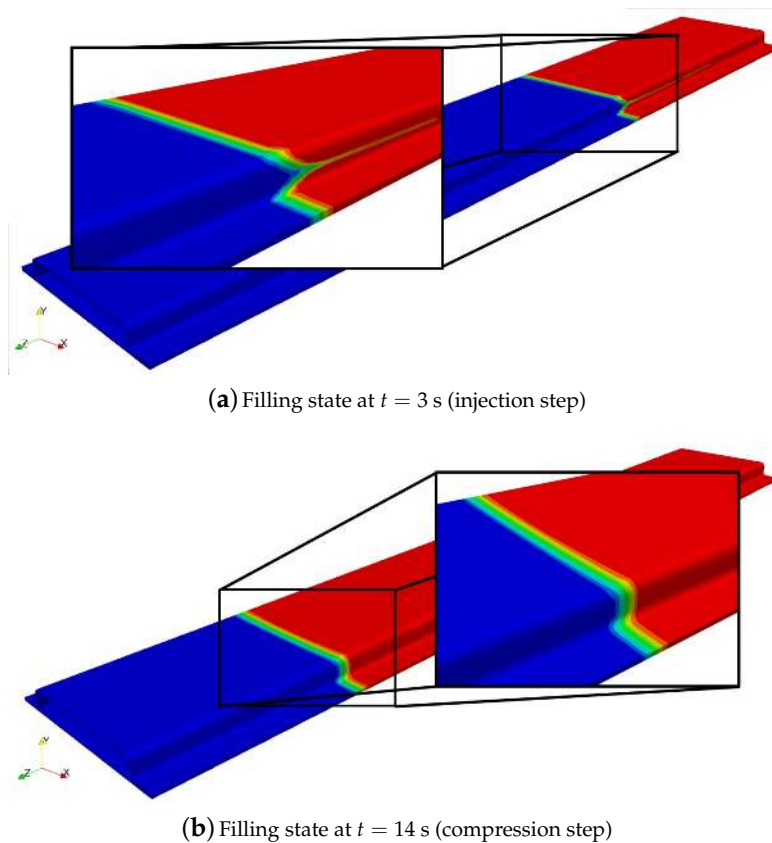 Y
Z
X
(a) Filling state at t = 3 s (injection step)
Y
Z
X
(b) Filling state at t = 14 s (compression step)